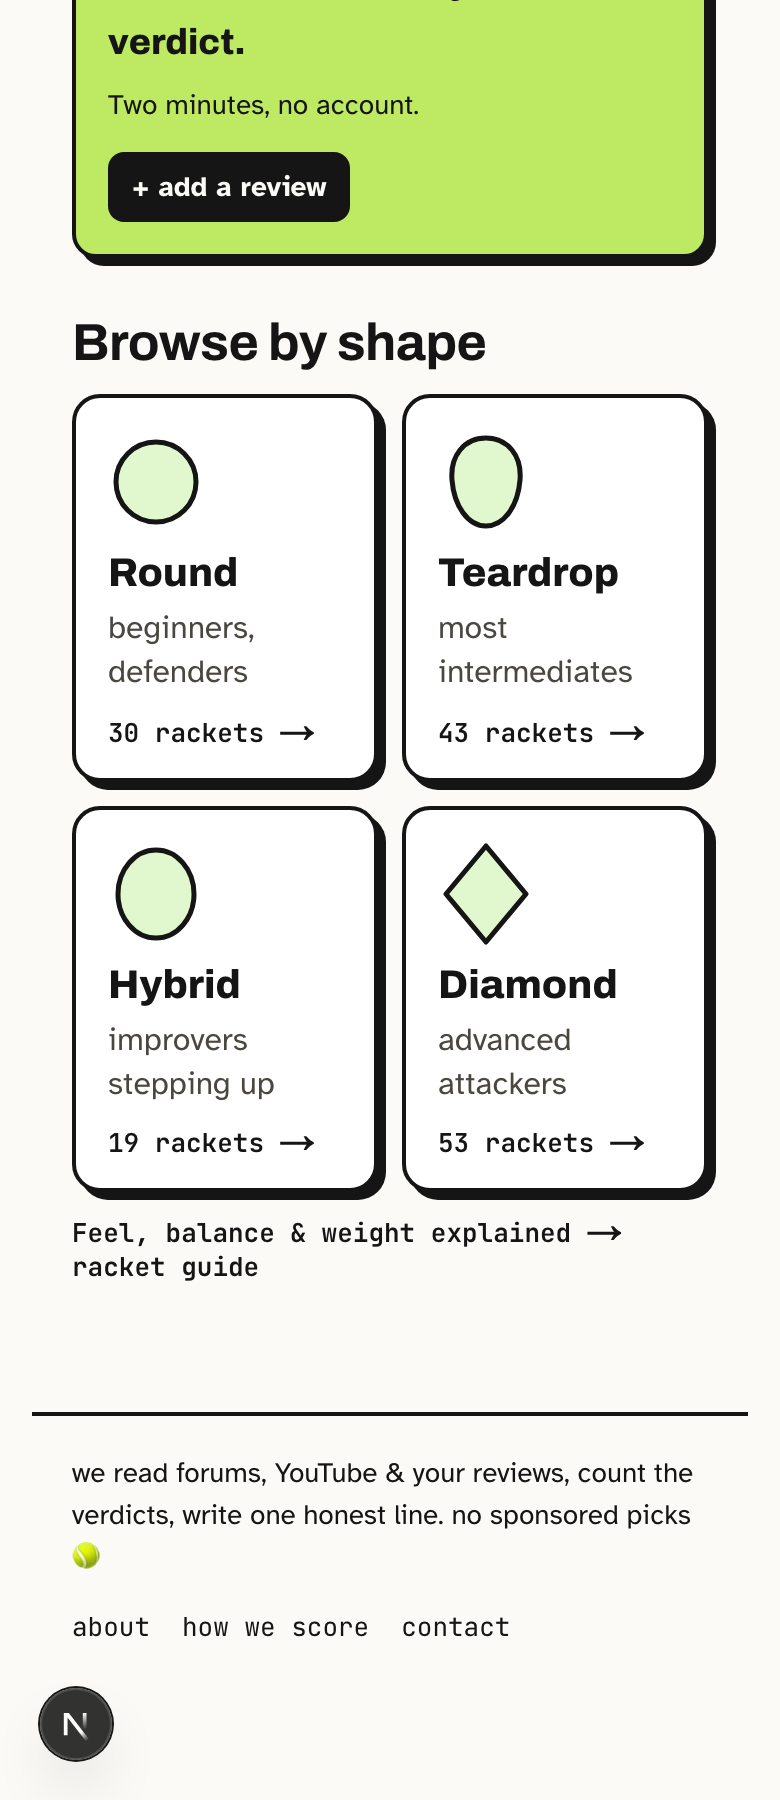 verdict.
Two minutes, no account.
+ add a review
Browse by shape
Round
beginners,
defenders
30 rackets →
Teardrop
most
intermediates
43 rackets →
Hybrid
improvers
stepping up
19 rackets →
Diamond
advanced
attackers
53 rackets →
Feel, balance & weight explained →
racket guide
we read forums, YouTube & your reviews, count the
verdicts, write one honest line. no sponsored picks
🎾
about how we score contact
N